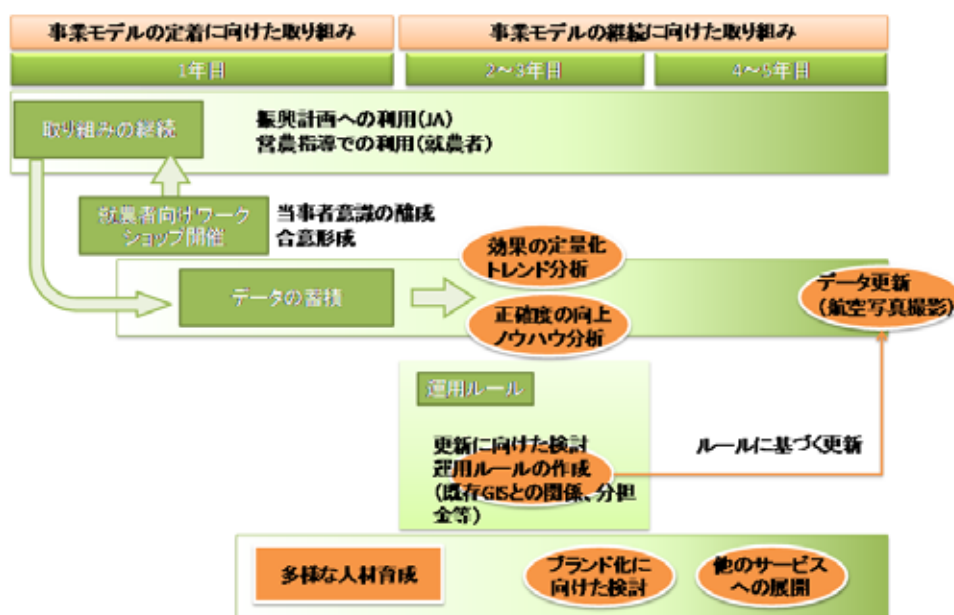 事業モデルの定着に向けた取り組み
事業モデルの継続に向けた取り組み
1年目
2～3年目
4～5年目
取り組みの継続
振興計画への利用(JA)
営農指導での利用(就農者)
就農者向けワーク
ショップ開催
当事者意識の醸成
合意形成
効果の定量化
トレンド分析
データの蓄積
正確度の向上
ノウハウ分析
データ更新
(航空写真撮影)
運用ルール
更新に向けた検討
運用ルールの作成
(既存GISとの関係、分担
金等)
ルールに基づく更新
多様な人材育成
ブランド化に
向けた検討
他のサービス
への展開